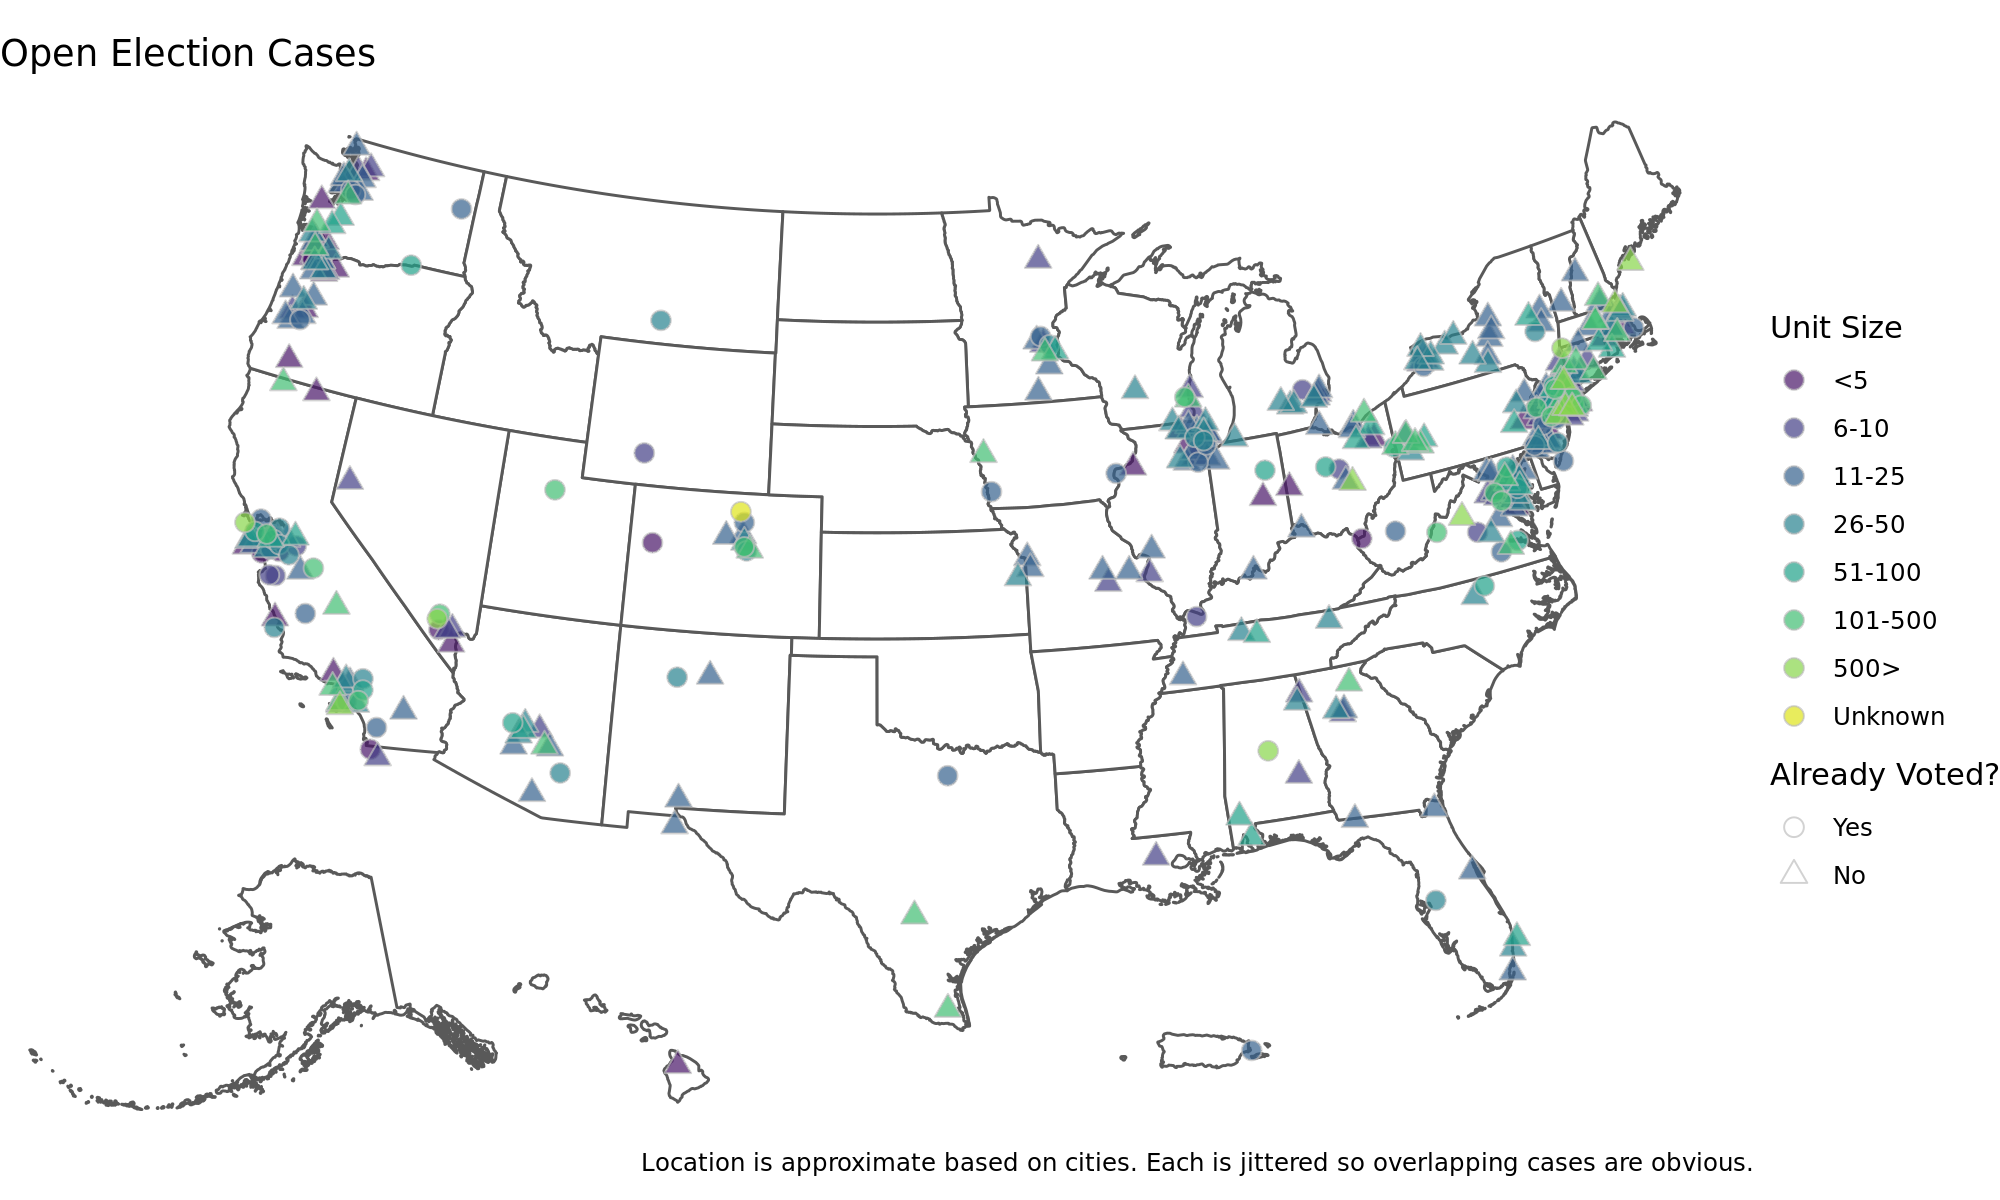 Open Election Cases
Unit Size
<5
6-10
11-25
26-50
51-100
101-500
500>
Unknown
Already Voted?
Yes
No
Location is approximate based on cities. Each is jittered so overlapping cases are obvious.